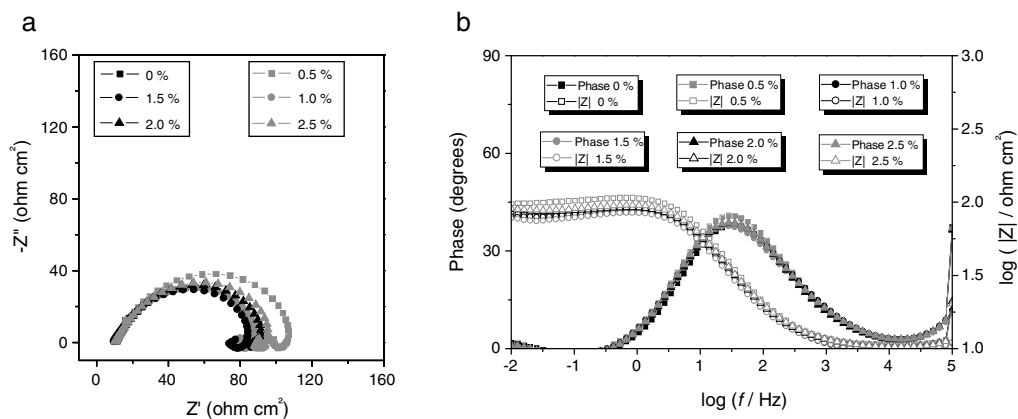 a
160
120
80
40
0
-Z" (ohm cm²)
0 %
1.5 %
2.0 %
0.5 %
1.0 %
2.5 %
0 40 80 120 160
Z' (ohm cm²)
b
90
60
30
0
Phase (degrees)
Phase 0 %
|Z| 0 %
Phase 0.5 %
|Z| 0.5 %
Phase 1.0 %
|Z| 1.0 %
Phase 1.5 %
|Z| 1.5 %
Phase 2.0 %
|Z| 2.0 %
Phase 2.5 %
|Z| 2.5 %
3.0
2.5
2.0
1.5
1.0
log ( |Z| / ohm cm²)
-2 -1 0 1 2 3 4 5
log (f / Hz)